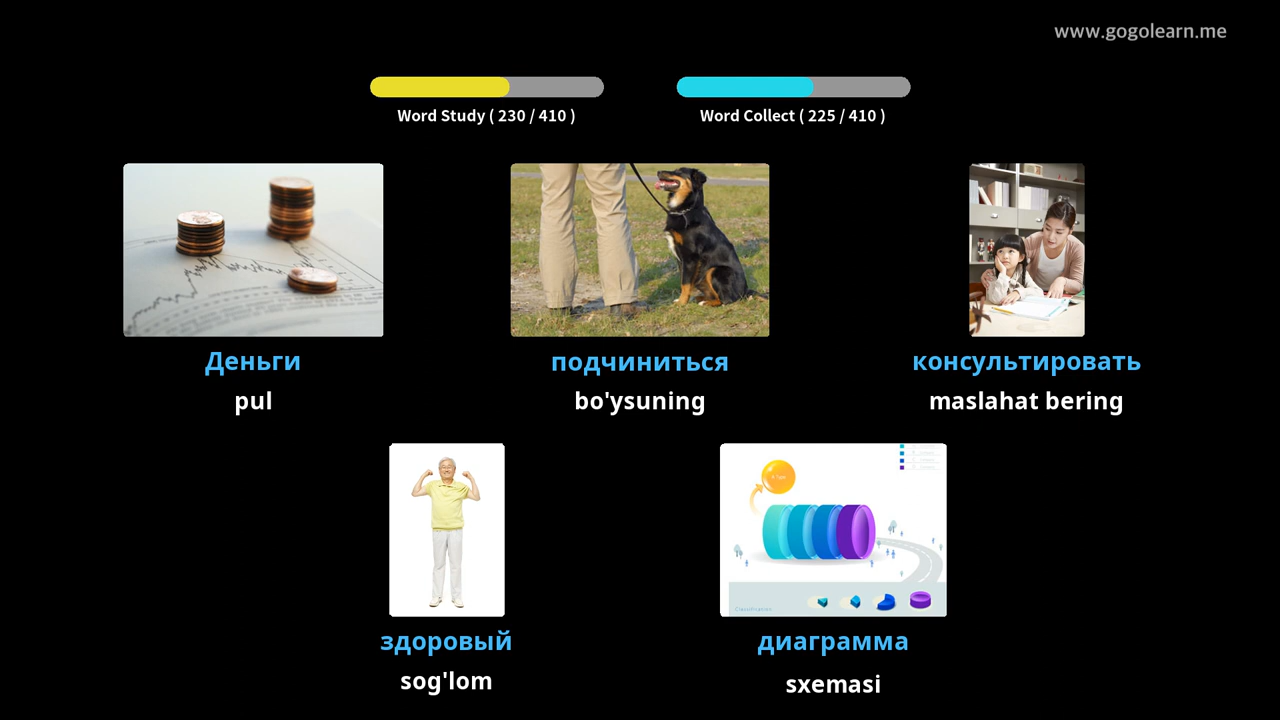 www.gogolearn.me
Word Study ( 230 / 410 )
Word Collect ( 225 / 410 )
Деньги
pul
подчиниться
bo'ysuning
консультировать
maslahat bering
здоровый
sog'lom
диаграмма
sxemasi